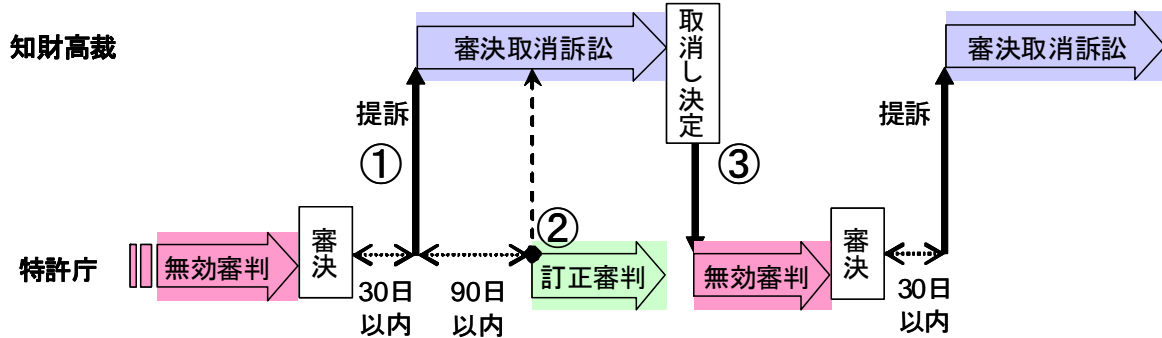 知財高裁
審決取消訴訟
取消し決定
審決取消訴訟
提訴
①
③
提訴
②
特許庁
無効審判
審決
30日
以内
90日
以内
訂正審判
無効審判
審決
30日
以内